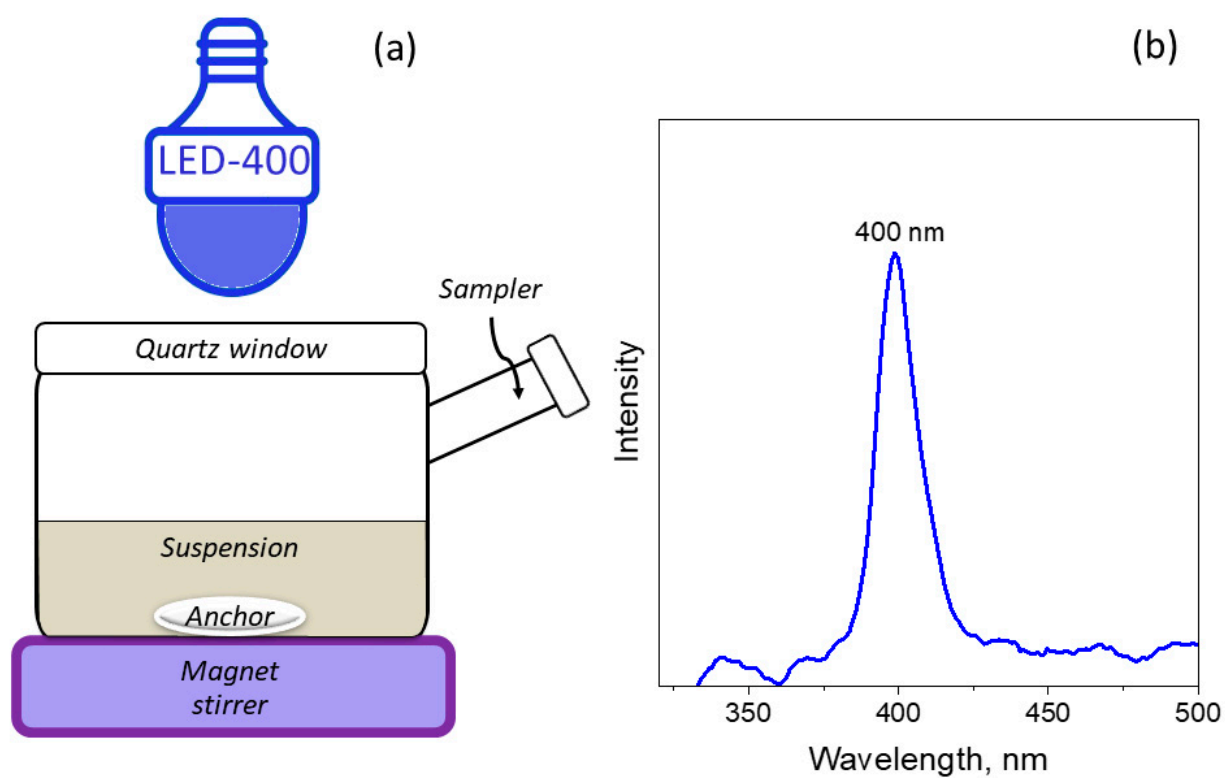 (a)
LED-400
Sampler
Quartz window
Suspension
Anchor
Magnet
stirrer
(b)
400 nm
Intensity
350
400
450
500
Wavelength, nm